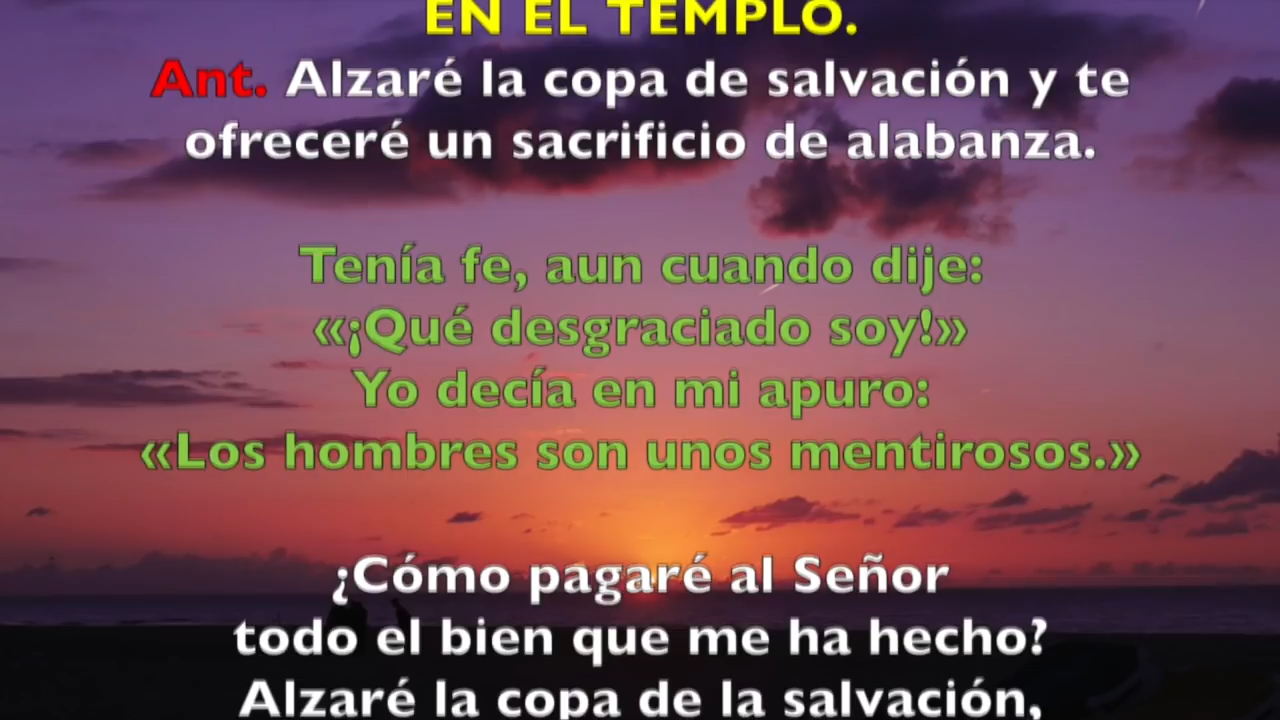 EN EL TEMPLO.
Ant. Alzaré la copa de salvación y te
ofreceré un sacrificio de alabanza.
Tenía fe, aun cuando dije:
«¡Qué desgraciado soy!»
Yo decía en mi apuro:
«Los hombres son unos mentirosos.»
¿Cómo pagaré al Señor
todo el bien que me ha hecho?
Alzaré la copa de la salvación,